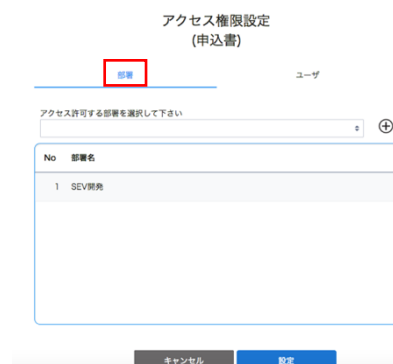 アクセス権限設定
(申込書)
部署 ユーザ
アクセス許可する部署を選択して下さい
No 部署名
1 SEV開発
キャンセル 設定